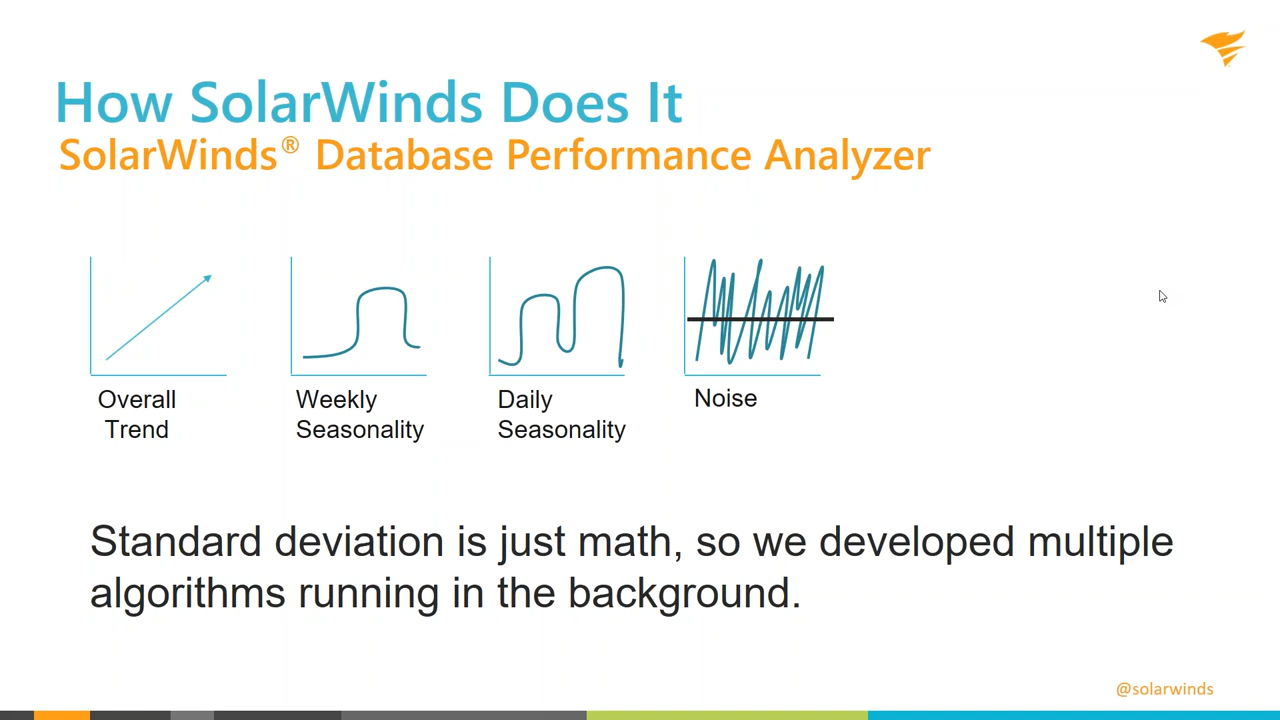 How SolarWinds Does It
SolarWinds® Database Performance Analyzer
Overall
Trend
Weekly
Seasonality
Daily
Seasonality
Noise
Standard deviation is just math, so we developed multiple
algorithms running in the background.
@solarwinds